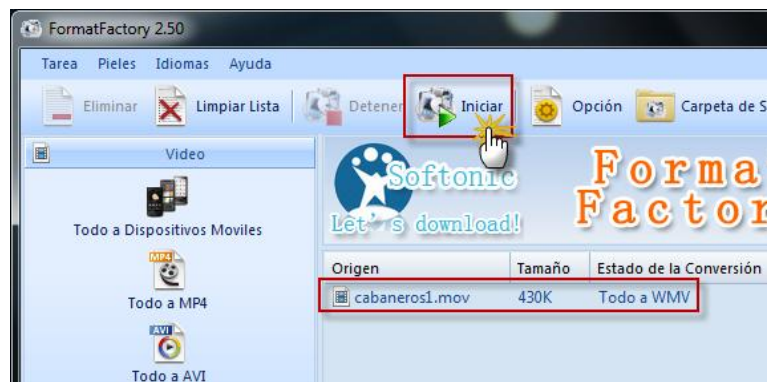 FormatFactory 2.50
Tarea Pieles Idiomas Ayuda
Eliminar Limpiar Lista Detener Iniciar Opción Carpeta de S
Video
Softonic
Let's download!
Forma
Factor
Todo a Dispositivos Moviles
MP4
Todo a MP4
AVI
Todo a AVI
Origen Tamaño Estado de la Conversión
cabaneros1.mov 430K Todo a WMV